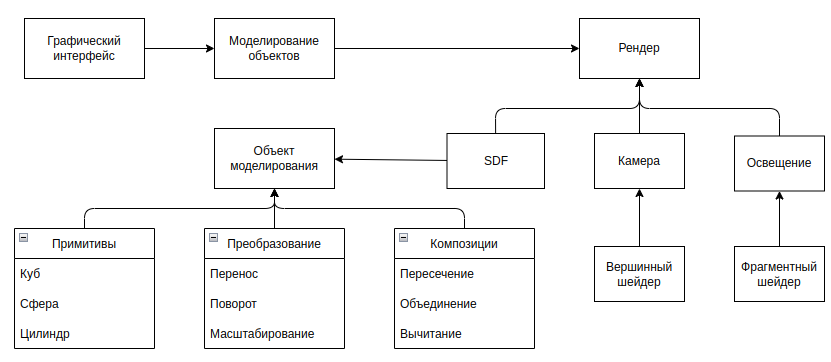 Графический
интерфейс
Моделирование
объектов
Рендер
Объект
моделирования
SDF
Камера
Освещение
Примитивы
Куб
Сфера
Цилиндр
Преобразование
Перенос
Поворот
Масштабирование
Композиции
Пересечение
Объединение
Вычитание
Вершинный
шейдер
Фрагментный
шейдер